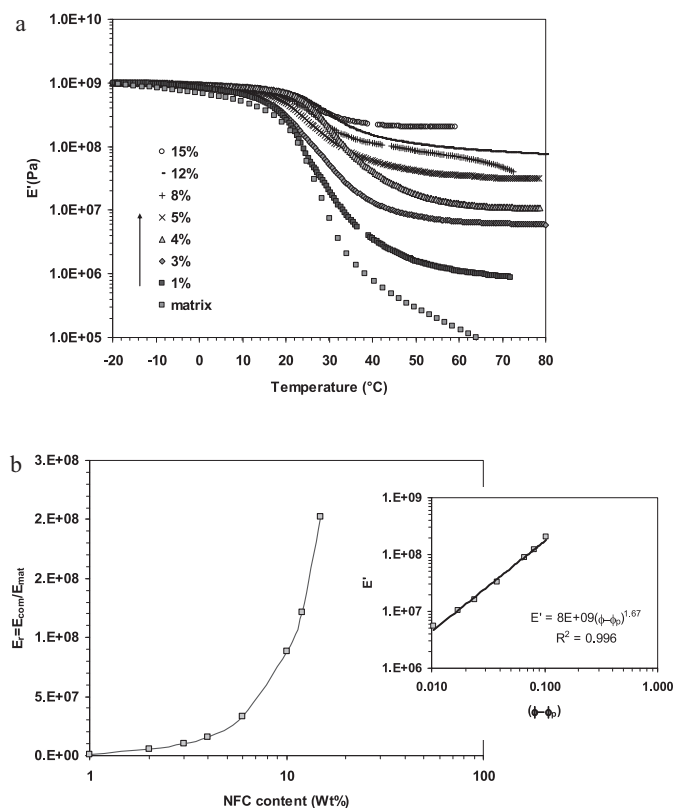 a
1.0E+10
1.0E+09
1.0E+08
1.0E+07
1.0E+06
1.0E+05
E'(Pa)
15%
12%
8%
5%
4%
3%
1%
matrix
-20 -10 0 10 20 30 40 50 60 70 80
Temperature (°C)
b
3.E+08
2.E+08
2.E+08
1.E+08
5.E+07
0.E+00
Er=Ecom/Emat
1 10 100
NFC content (Wt%)
1.E+09
1.E+08
1.E+07
1.E+06
E'
E' = 8E+09(ϕ–ϕp)1.67
R2 = 0.996
0.010 0.100 1.000
(ϕ–ϕp)